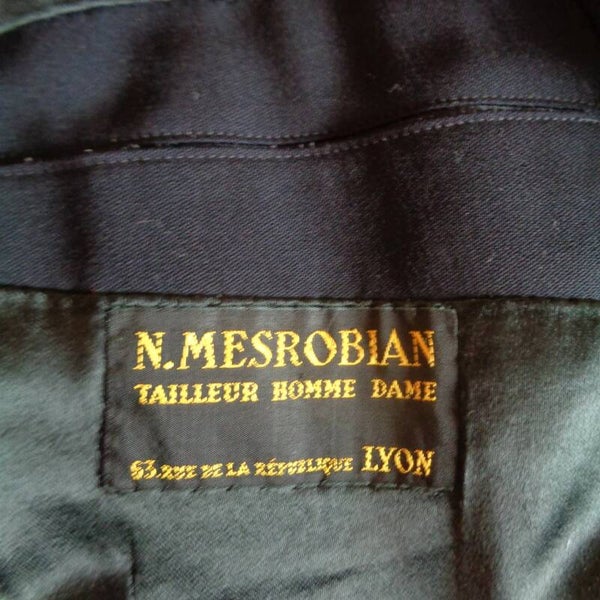 N. MESROBIAN
TAILLEUR HOMME DAME
63. RUE DE LA RÉPUBLIQUE LYON